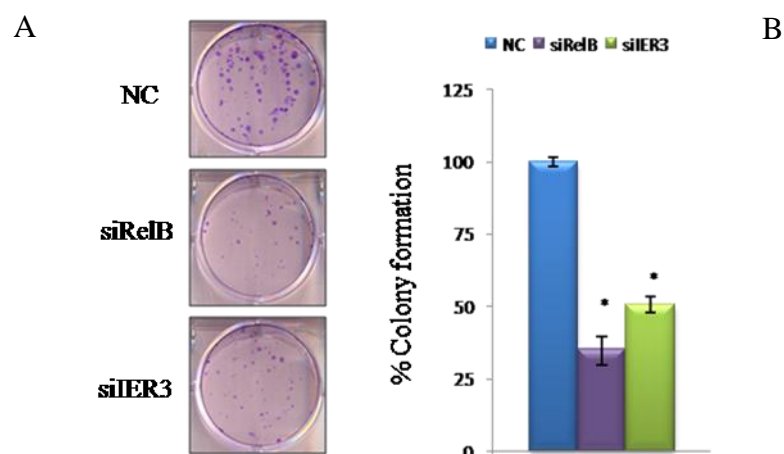 A
B
NC
siRelB
siIER3
NC siRelB siIER3
125
100
75
50
25
0
% Colony formation
*
*